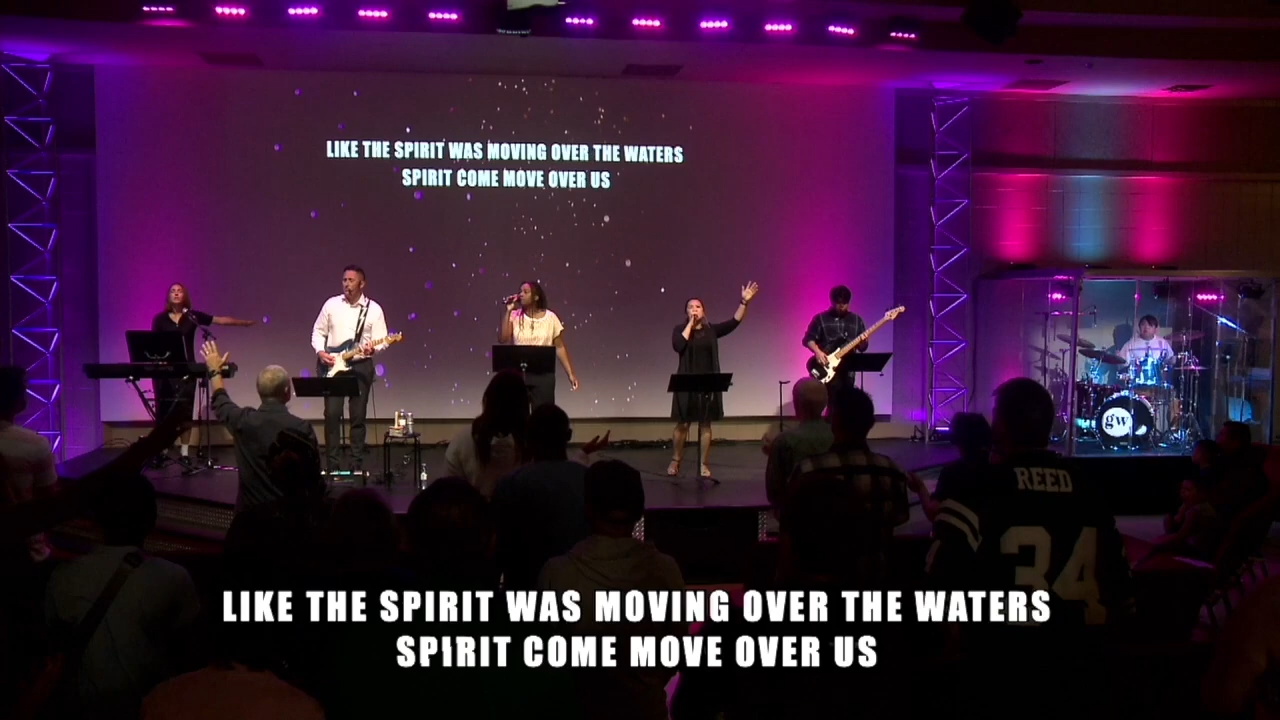 LIKE THE SPIRIT WAS MOVING OVER THE WATERS
SPIRIT COME MOVE OVER US
gw
REED
34
LIKE THE SPIRIT WAS MOVING OVER THE WATERS
SPIRIT COME MOVE OVER US